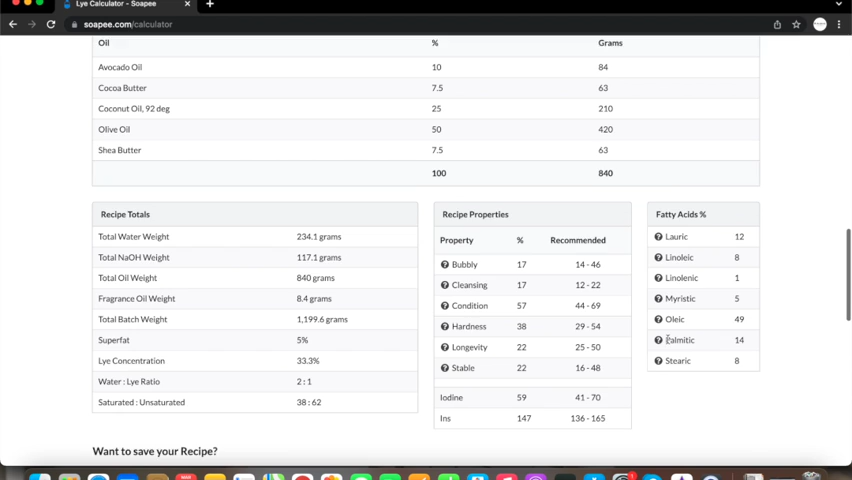 Lye Calculator - Soapee
soapee.com/calculator
Oil % Grams
Avocado Oil 10 84
Cocoa Butter 7.5 63
Coconut Oil, 92 deg 25 210
Olive Oil 50 420
Shea Butter 7.5 63
100 840
Recipe Totals
Total Water Weight 234.1 grams
Total NaOH Weight 117.1 grams
Total Oil Weight 840 grams
Fragrance Oil Weight 8.4 grams
Total Batch Weight 1,199.6 grams
Superfat 5%
Lye Concentration 33.3%
Water : Lye Ratio 2 : 1
Saturated : Unsaturated 38 : 62
Recipe Properties
Property % Recommended
Bubbly 17 14 - 46
Cleansing 17 12 - 22
Condition 57 44 - 69
Hardness 38 29 - 54
Longevity 22 25 - 50
Stable 22 16 - 48
Iodine 59 41 - 70
Ins 147 136 - 165
Fatty Acids %
Lauric 12
Linoleic 8
Linolenic 1
Myristic 5
Oleic 49
Palmitic 14
Stearic 8
Want to save your Recipe?